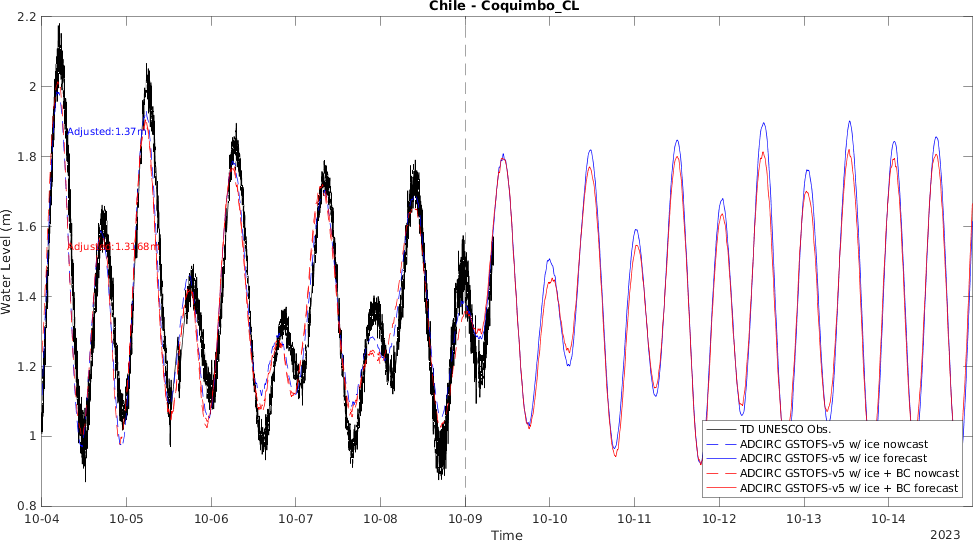 Chile - Coquimbo_CL
2.2
2
1.8
1.6
1.4
1.2
1
0.8
Water Level (m)
Adjusted:1.37m
Adjusted:1.3168m
TD UNESCO Obs.
ADCIRC GSTOFS-v5 w/ ice nowcast
ADCIRC GSTOFS-v5 w/ ice forecast
ADCIRC GSTOFS-v5 w/ ice + BC nowcast
ADCIRC GSTOFS-v5 w/ ice + BC forecast
10-04 10-05 10-06 10-07 10-08 10-09 10-10 10-11 10-12 10-13 10-14
Time
2023